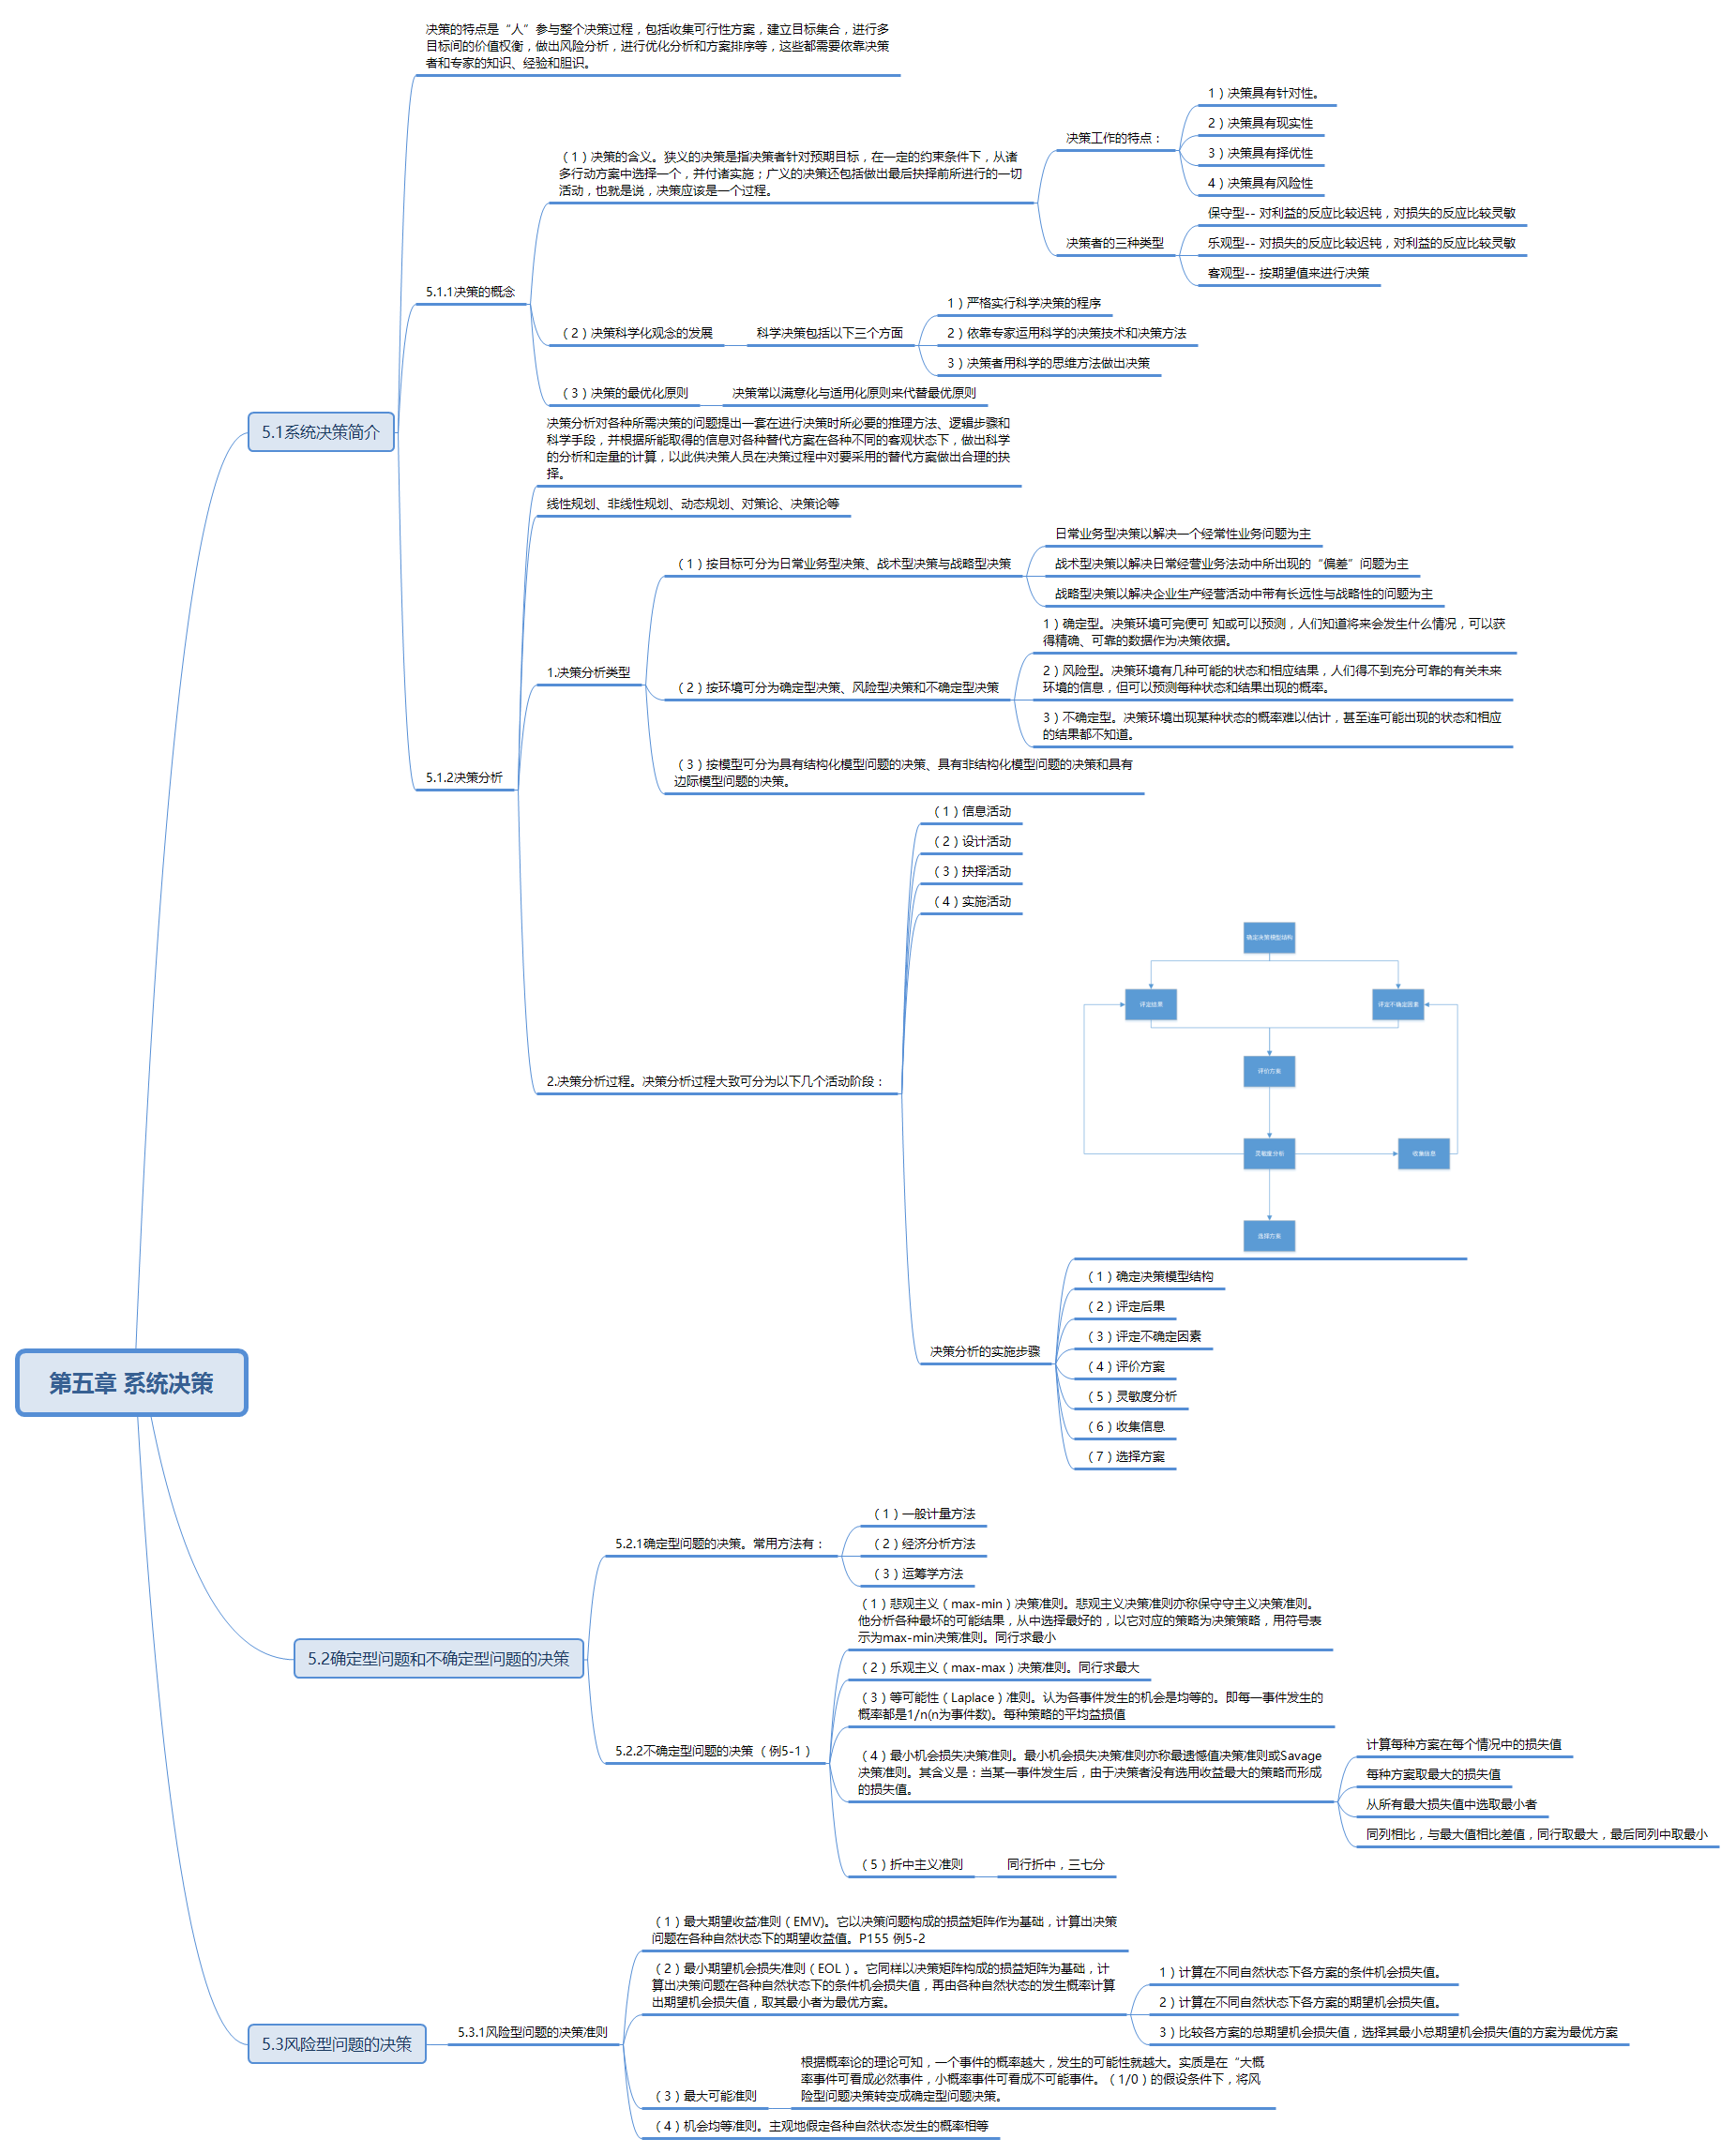 决策的特点是“人”参与整个决策过程，包括收集可行性方案，建立目标集合，进行多
目标间的价值权衡，做出风险分析，进行优化分析和方案排序等，这些都需要依靠决策
者和专家的知识、经验和胆识。
1）决策具有针对性。
2）决策具有现实性
决策工作的特点：
3）决策具有择优性
4）决策具有风险性
（1）决策的含义。狭义的决策是指决策者针对预期目标，在一定的约束条件下，从诸
多行动方案中选择一个，并付诸实施；广义的决策还包括做出最后抉择前所进行的一切
活动，也就是说，决策应该是一个过程。
保守型-- 对利益的反应比较迟钝，对损失的反应比较灵敏
决策者的三种类型
乐观型-- 对损失的反应比较迟钝，对利益的反应比较灵敏
客观型-- 按期望值来进行决策
5.1.1决策的概念
1）严格实行科学决策的程序
（2）决策科学化观念的发展
科学决策包括以下三个方面
2）依靠专家运用科学的决策技术和决策方法
3）决策者用科学的思维方法做出决策
（3）决策的最优化原则
决策常以满意化与适用化原则来代替最优原则
5.1系统决策简介
决策分析对各种所需决策的问题提出一套在进行决策时所必要的推理方法、逻辑步骤和
科学手段，并根据所能取得的信息对各种替代方案在各种不同的客观状态下，做出科学
的分析和定量的计算，以此供决策人员在决策过程中对要采用的替代方案做出合理的抉
择。
线性规划、非线性规划、动态规划、对策论、决策论等
日常业务型决策以解决一个经常性业务问题为主
（1）按目标可分为日常业务型决策、战术型决策与战略型决策
战术型决策以解决日常经营业务法动中所出现的“偏差”问题为主
战略型决策以解决企业生产经营活动中带有长远性与战略性的问题为主
1）确定型。决策环境可完便可 知或可以预测，人们知道将来会发生什么情况，可以获
得精确、可靠的数据作为决策依据。
1.决策分析类型
（2）按环境可分为确定型决策、风险型决策和不确定型决策
2）风险型。决策环境有几种可能的状态和相应结果，人们得不到充分可靠的有关未来
环境的信息，但可以预测每种状态和结果出现的概率。
3）不确定型。决策环境出现某种状态的概率难以估计，甚至连可能出现的状态和相应
的结果都不知道。
（3）按模型可分为具有结构化模型问题的决策、具有非结构化模型问题的决策和具有
边际模型问题的决策。
5.1.2决策分析
（1）信息活动
（2）设计活动
（3）抉择活动
（4）实施活动
确定决策模型结构
评定结果
评定不确定因素
评价方案
2.决策分析过程。决策分析过程大致可分为以下几个活动阶段：
灵敏度分析
收集信息
选择方案
（1）确定决策模型结构
（2）评定后果
（3）评定不确定因素
决策分析的实施步骤
（4）评价方案
（5）灵敏度分析
（6）收集信息
（7）选择方案
第五章 系统决策
（1）一般计量方法
5.2.1确定型问题的决策。常用方法有：
（2）经济分析方法
（3）运筹学方法
（1）悲观主义（max-min）决策准则。悲观主义决策准则亦称保守守主义决策准则。
他分析各种最坏的可能结果，从中选择最好的，以它对应的策略为决策策略，用符号表
示为max-min决策准则。同行求最小
5.2确定型问题和不确定型问题的决策
（2）乐观主义（max-max）决策准则。同行求最大
（3）等可能性（Laplace）准则。认为各事件发生的机会是均等的。即每一事件发生的
概率都是1/n(n为事件数)。每种策略的平均益损值
5.2.2不确定型问题的决策 （例5-1）
（4）最小机会损失决策准则。最小机会损失决策准则亦称最遗憾值决策准则或Savage
决策准则。其含义是：当某一事件发生后，由于决策者没有选用收益最大的策略而形成
的损失值。
计算每种方案在每个情况中的损失值
每种方案取最大的损失值
从所有最大损失值中选取最小者
同列相比，与最大值相比差值，同行取最大，最后同列中取最小
（5）折中主义准则
同行折中，三七分
（1）最大期望收益准则（EMV)。它以决策问题构成的损益矩阵作为基础，计算出决策
问题在各种自然状态下的期望收益值。P155 例5-2
（2）最小期望机会损失准则（EOL）。它同样以决策矩阵构成的损益矩阵为基础，计
算出决策问题在各种自然状态下的条件机会损失值，再由各种自然状态的发生概率计算
出期望机会损失值，取其最小者为最优方案。
1）计算在不同自然状态下各方案的条件机会损失值。
2）计算在不同自然状态下各方案的期望机会损失值。
3）比较各方案的总期望机会损失值，选择其最小总期望机会损失值的方案为最优方案
5.3风险型问题的决策
5.3.1风险型问题的决策准则
（3）最大可能准则
根据概率论的理论可知，一个事件的概率越大，发生的可能性就越大。实质是在“大概
率事件可看成必然事件，小概率事件可看成不可能事件。（1/0）的假设条件下，将风
险型问题决策转变成确定型问题决策。
（4）机会均等准则。主观地假定各种自然状态发生的概率相等